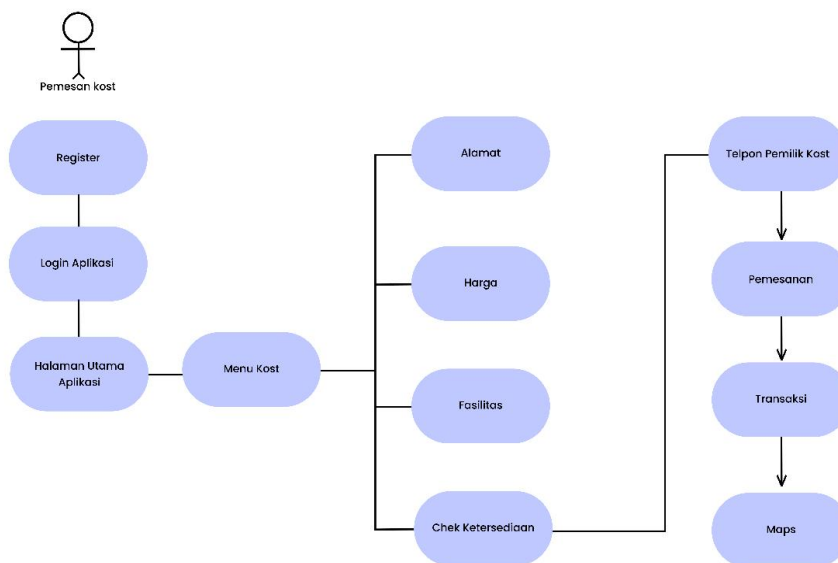 Pemesan kost
Register
Login Aplikasi
Halaman Utama
Aplikasi
Menu Kost
Alamat
Harga
Fasilitas
Chek Ketersediaan
Telpon Pemilik Kost
Pemesanan
Transaksi
Maps